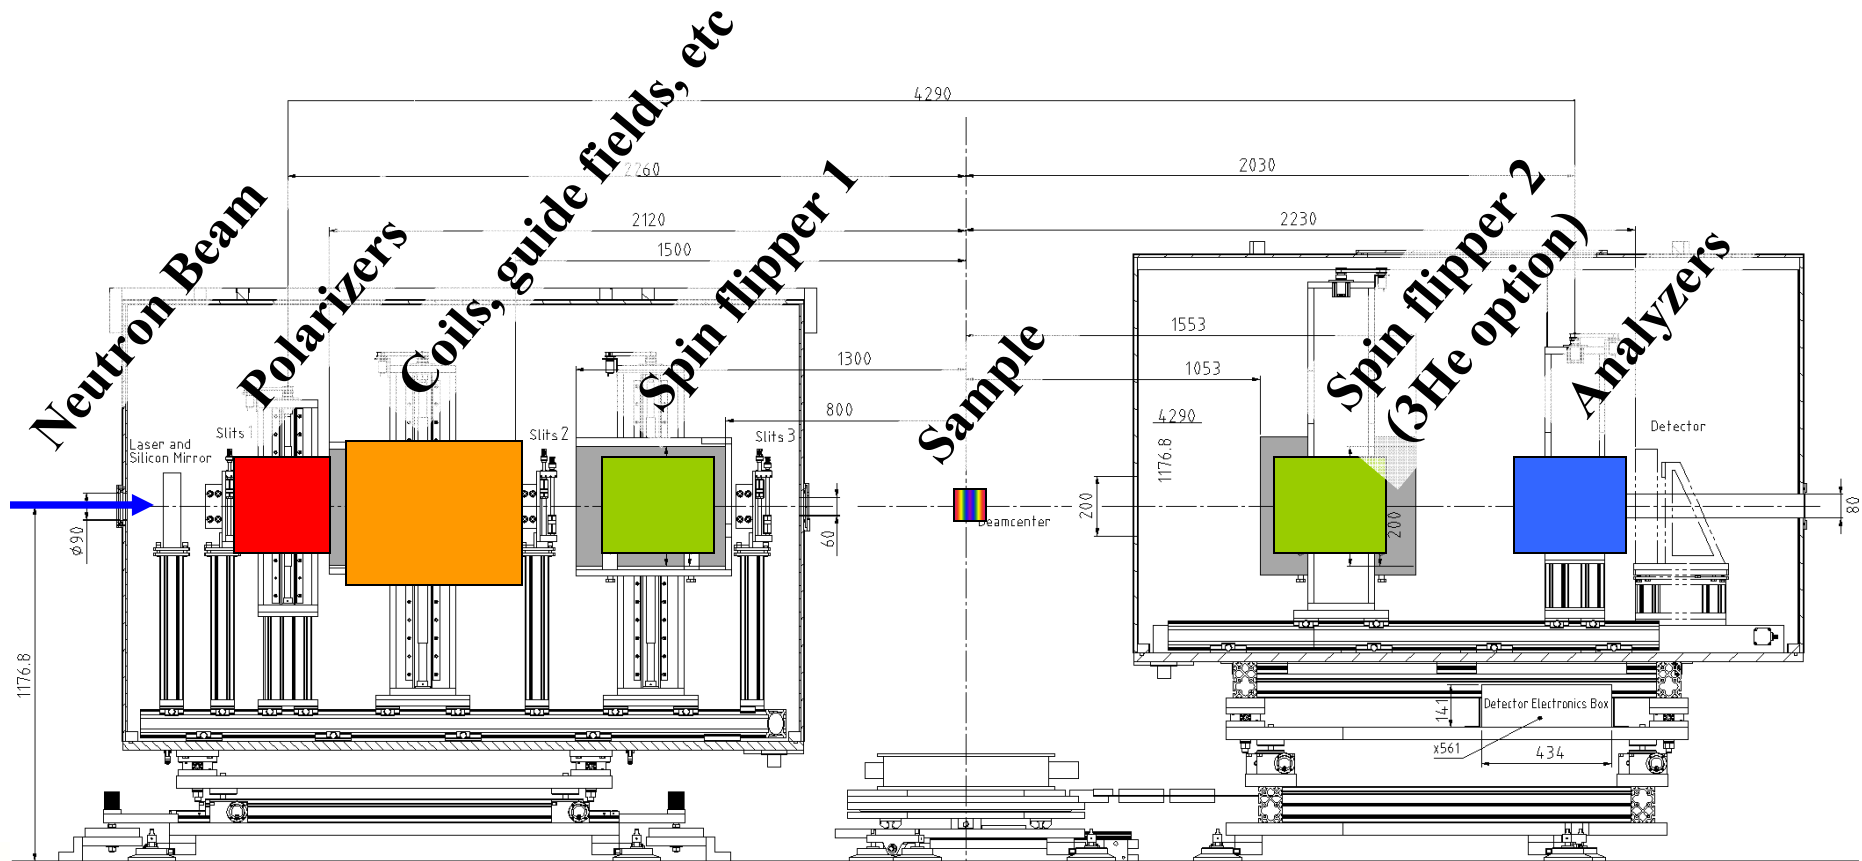 4290
2260
2030
2120
2230
1500
Neutron Beam
Polarizers
Coils, guide fields, etc
Spin flipper 1
Sample
Spin flipper 2
(3He option)
Analyzers
1553
1300
1053
800
4290
1176.8
Laser and
Silicon Mirror
Slits
Slits 2
Slits 3
Detector
Beamcenter
ø90
60
200
200
80
1176.8
Detector Electronics Box
141
x561
434